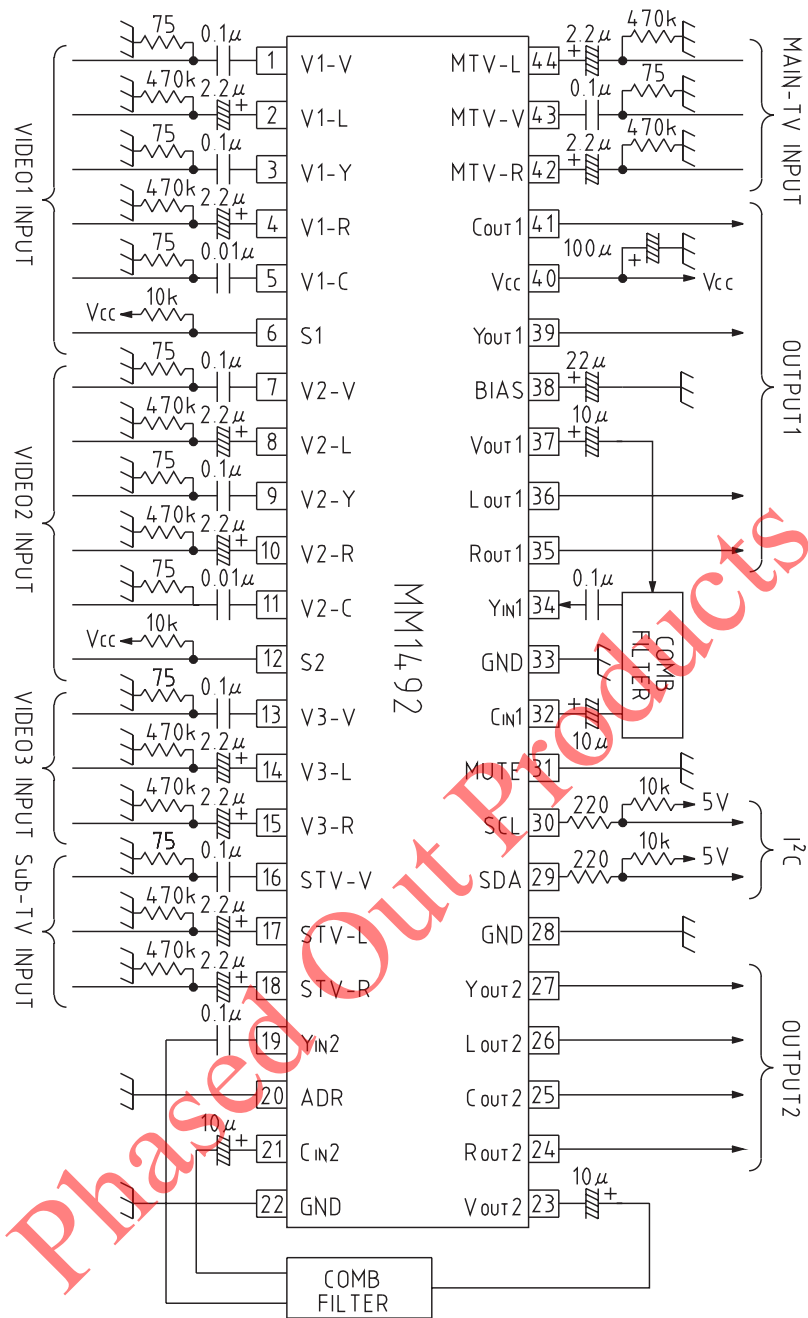 75
0.1μ
1
V1-V
470k
2.2μ
+
2
V1-L
75
0.1μ
3
V1-Y
470k
2.2μ
+
4
V1-R
75
0.01μ
5
V1-C
Vcc
10k
6
S1
VIDEO1 INPUT
75
0.1μ
7
V2-V
470k
2.2μ
+
8
V2-L
75
0.1μ
9
V2-Y
470k
2.2μ
+
10
V2-R
75
0.01μ
11
V2-C
Vcc
10k
12
S2
VIDEO2 INPUT
75
0.1μ
13
V3-V
470k
2.2μ
+
14
V3-L
470k
2.2μ
+
15
V3-R
VIDEO3 INPUT
75
0.1μ
16
STV-V
470k
2.2μ
+
17
STV-L
470k
2.2μ
+
18
STV-R
Sub-TV INPUT
0.1μ
19
YIN2
20
ADR
10μ
+
21
CIN2
22
GND
MM1492
MTV-L
44
2.2μ
+
470k
MTV-V
43
0.1μ
75
MTV-R
42
2.2μ
+
470k
MAIN-TV INPUT
COUT1
41
Vcc
40
100μ
+
Vcc
YOUT1
39
BIAS
38
22μ
+
VOUT1
37
10μ
+
LOUT1
36
ROUT1
35
OUTPUT1
YIN1
34
0.1μ
GND
33
COMB
FILTER
CIN1
32
+
10μ
MUTE
31
SCL
30
220
10k
5V
SDA
29
220
10k
5V
I²C
GND
28
YOUT2
27
LOUT2
26
COUT2
25
ROUT2
24
OUTPUT2
VOUT2
23
10μ
+
COMB
FILTER
Phased Out Products